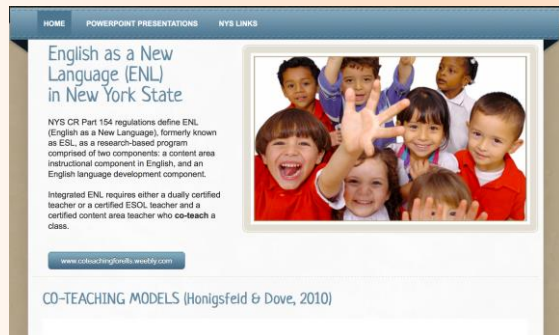 HOME POWERPOINT PRESENTATIONS NYS LINKS
English as a New
Language (ENL)
in New York State
NYS CR Part 154 regulations define ENL
(English as a New Language), formerly known
as ESL, as a research-based program
comprised of two components: a content area
instructional component in English, and an
English language development component.
Integrated ENL requires either a dually certified
teacher or a certified ESOL teacher and a
certified content area teacher who co-teach a
class.
www.coteachingforells.weebly.com
CO-TEACHING MODELS (Honigsfeld & Dove, 2010)